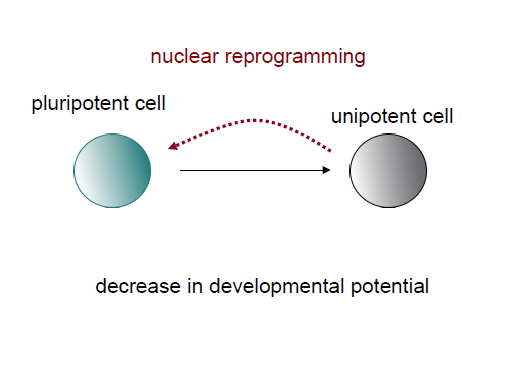 nuclear reprogramming
pluripotent cell
unipotent cell
decrease in developmental potential